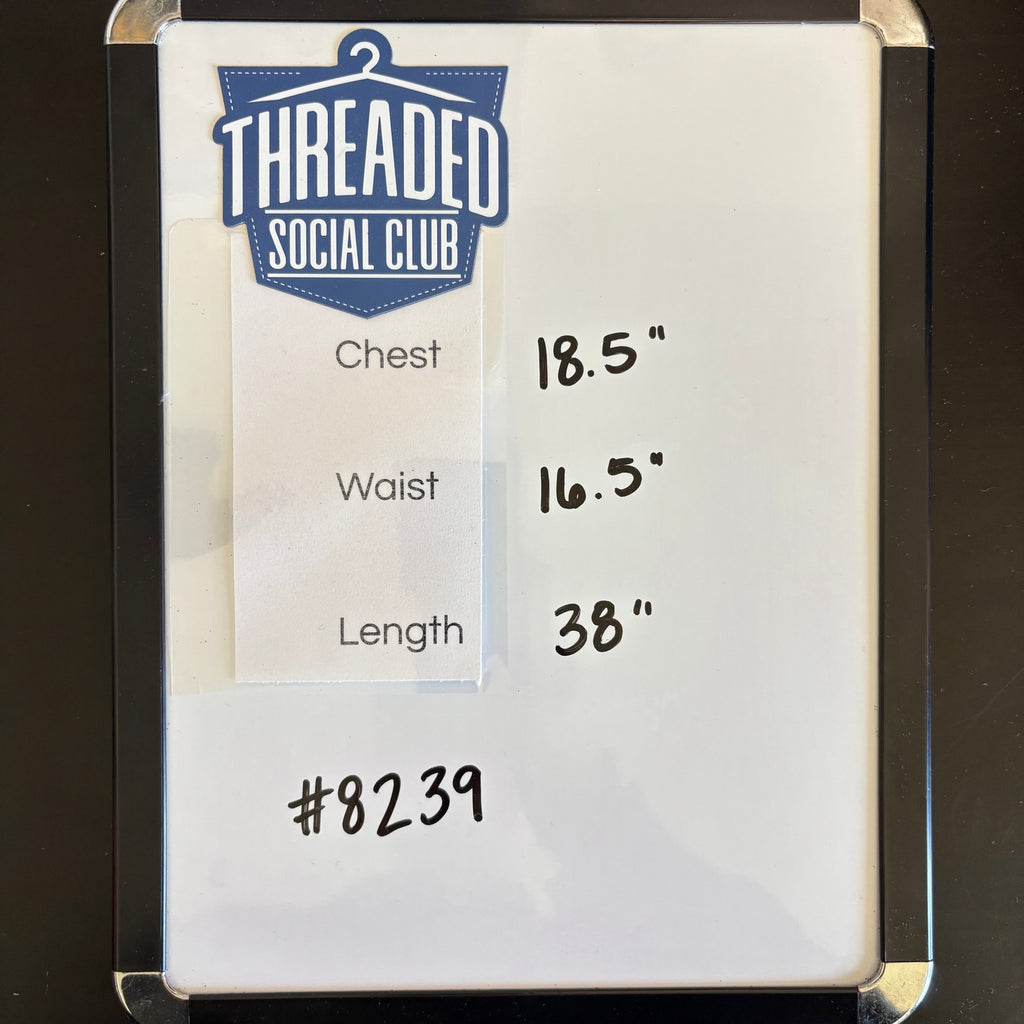 THREADED
SOCIAL CLUB
Chest 18.5"
Waist 16.5"
Length 38"
#8239